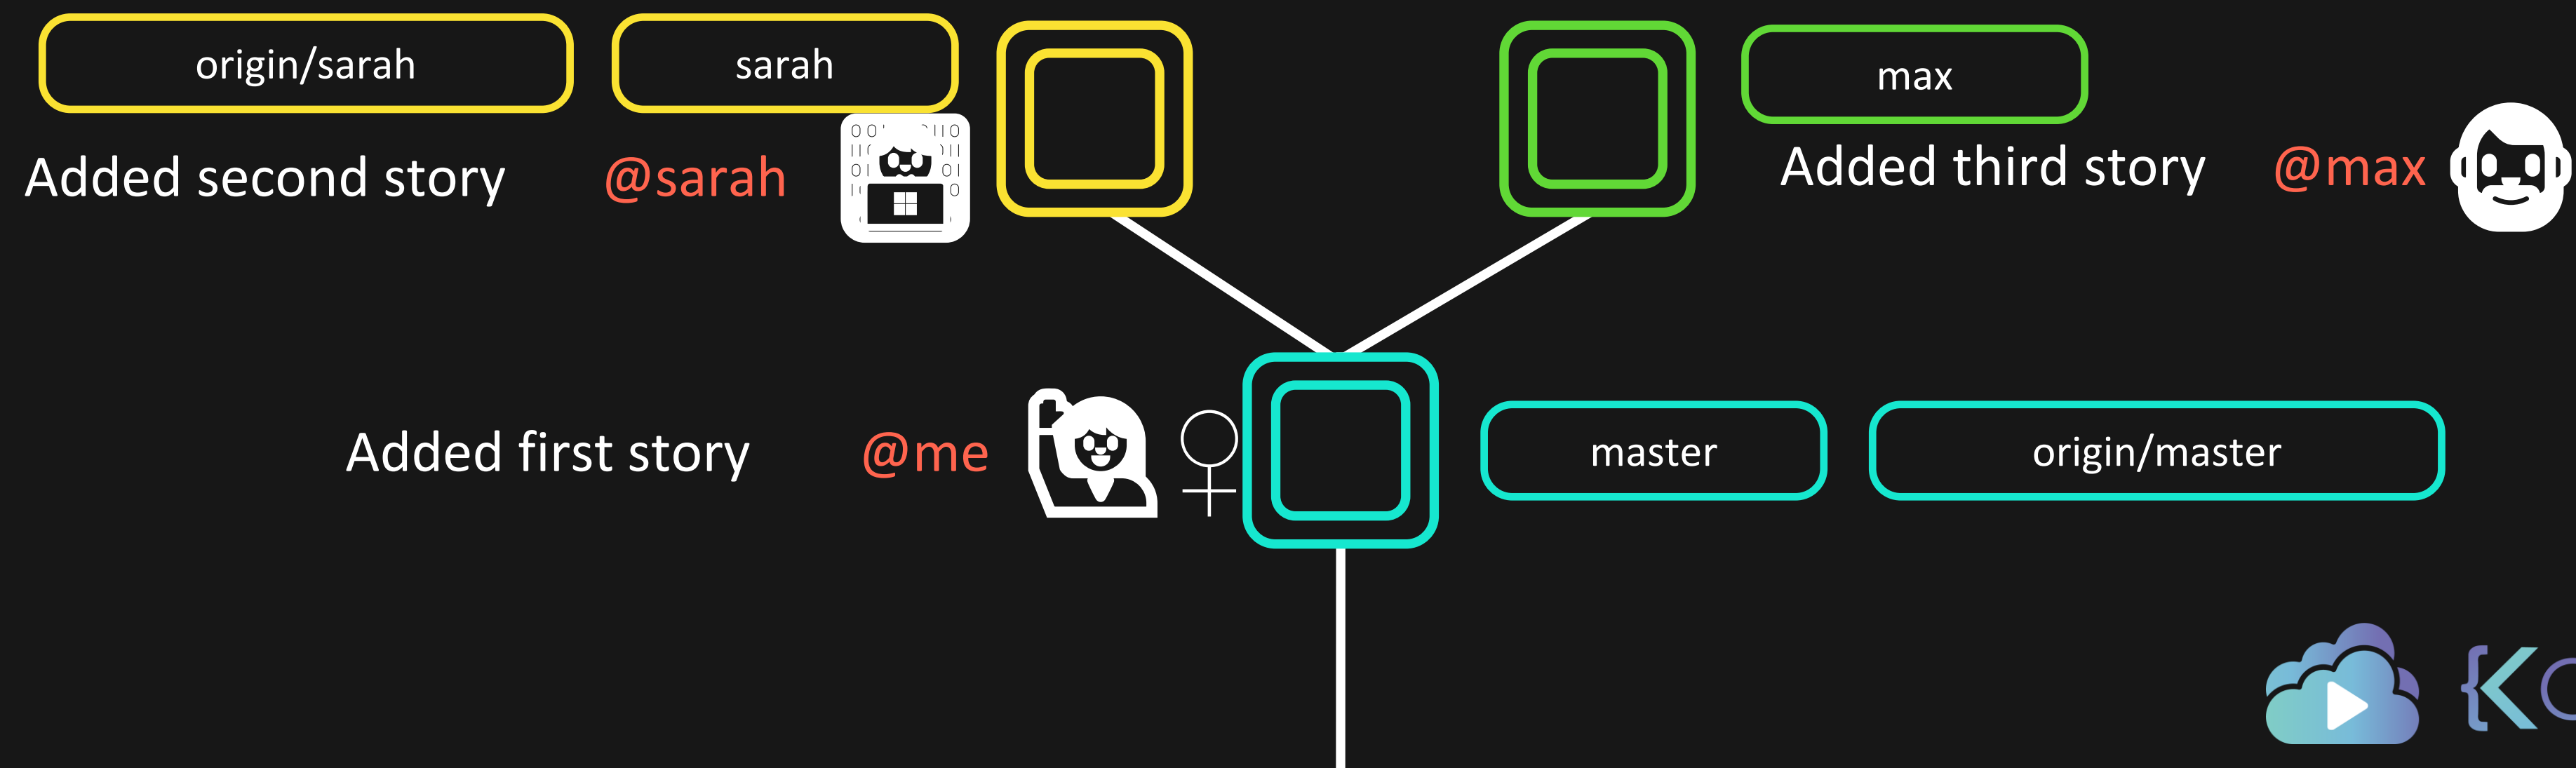 origin/sarah
sarah
max
Added second story @sarah
Added third story @max
Added first story @me
master
origin/master
{K